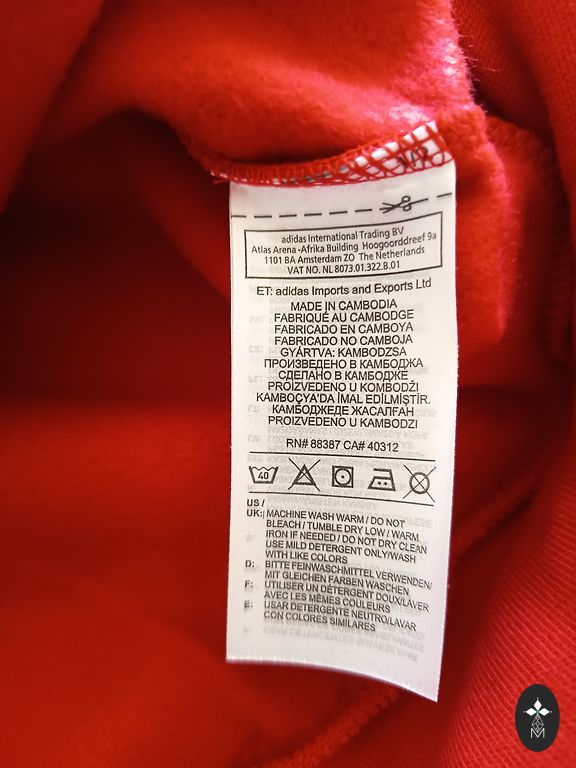 adidas International Trading BV
Atlas Arena -Afrika Building Hoogoorddreef 9a
1101 BA Amsterdam ZO The Netherlands
VAT NO. NL 8073.01.322.B.01
ET: adidas Imports and Exports Ltd
MADE IN CAMBODIA
FABRIQUÉ AU CAMBODGE
FABRICADO EN CAMBOYA
FABRICADO NO CAMBOJA
GYÁRTVA: KAMBODZSA
ПРОИЗВЕДЕНО В КАМБОДЖА
СДЕЛАНО В КАМБОДЖЕ
PROIZVEDENO U KOMBODŽI
KAMBOÇYA'DA İMAL EDİLMİŞTİR.
КАМБОДЖЕДЕ ЖАСАЛҒАН
PROIZVEDENO U KAMBODZI
RN# 88387 CA# 40312
40
US /
UK: MACHINE WASH WARM / DO NOT
BLEACH / TUMBLE DRY LOW / WARM
IRON IF NEEDED / DO NOT DRY CLEAN
USE MILD DETERGENT ONLY/WASH
WITH LIKE COLORS
D: BITTE FEINWASCHMITTEL VERWENDEN/
MIT GLEICHEN FARBEN WASCHEN
F: UTILISER UN DÉTERGENT DOUX/LAVER
AVEC LES MÊMES COULEURS
E: USAR DETERGENTE NEUTRO/LAVAR
CON COLORES SIMILARES